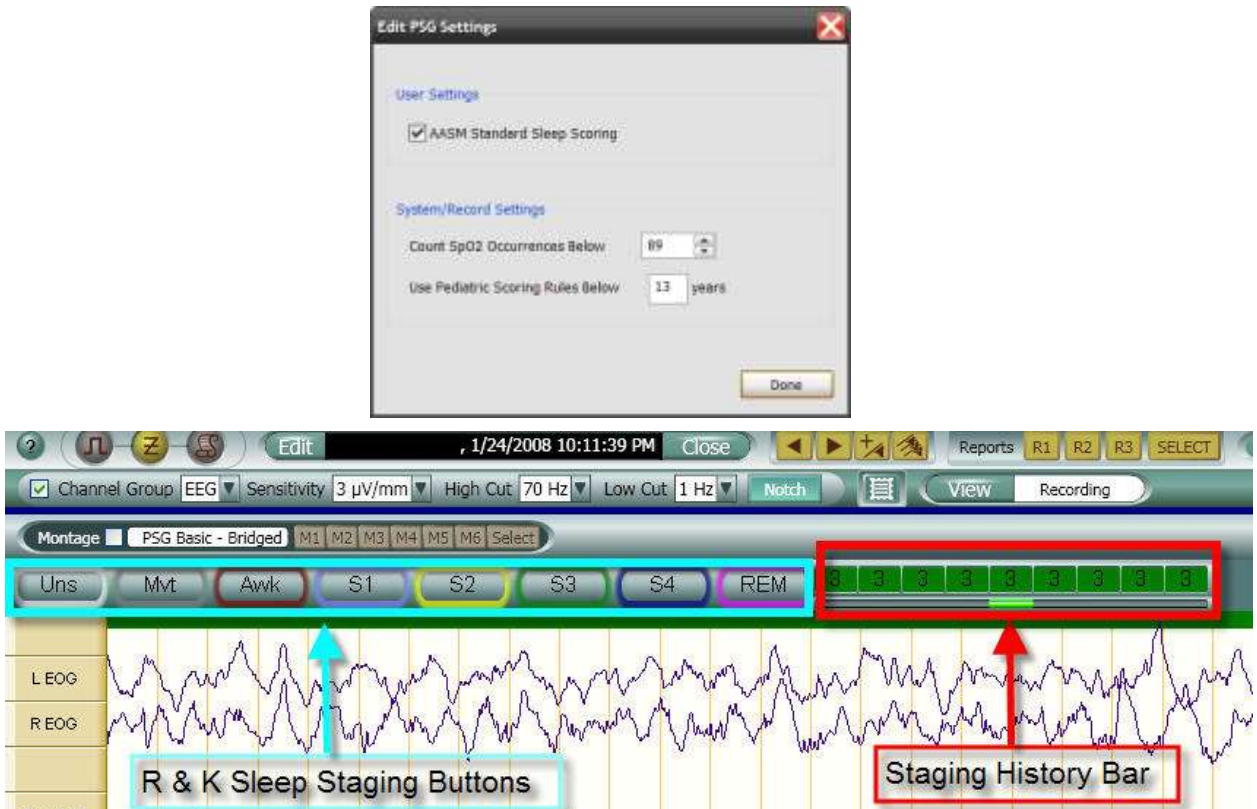 Edit PSG Settings
User Settings
AASM Standard Sleep Scoring
System/Record Settings
Count SpO2 Occurrences Below 89
Use Pediatric Scoring Rules Below 13 years
Done
? Z Edit , 1/24/2008 10:11:39 PM Close Reports R1 R2 R3 SELECT
Channel Group EEG Sensitivity 3 µV/mm High Cut 70 Hz Low Cut 1 Hz Notch View Recording
Montage PSG Basic - Bridged M1 M2 M3 M4 M5 M6 Select
Uns Mvt Awk S1 S2 S3 S4 REM 3 3 3 3 3 3 3 3 3
L EOG
R EOG
R & K Sleep Staging Buttons
Staging History Bar